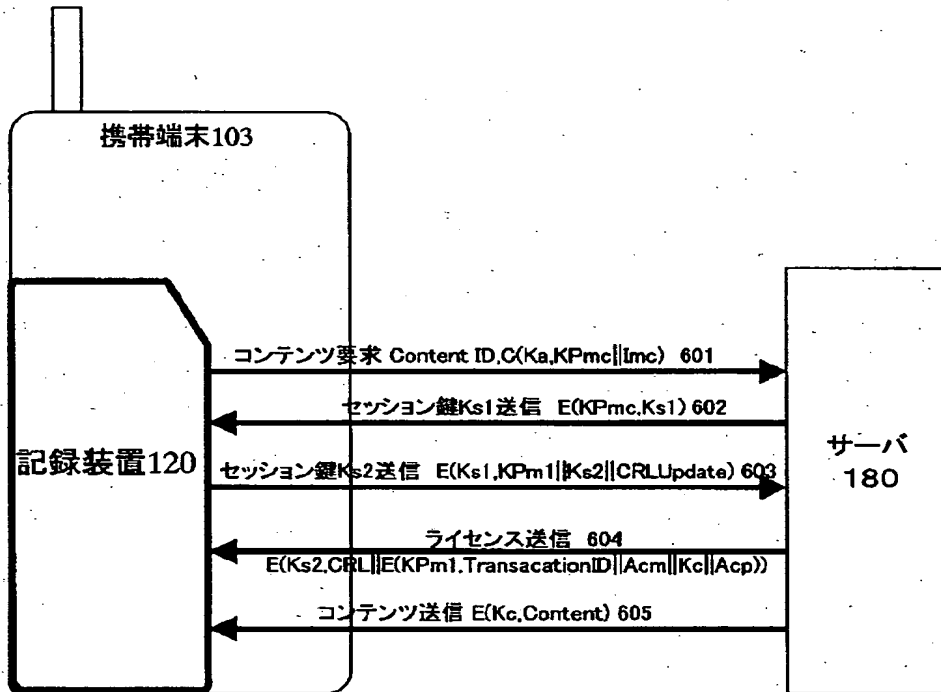 携帯端末103
コンテンツ要求 Content ID,C(Ka,KPmc||Imc) 601
セッション鍵Ks1送信 E(KPmc,Ks1) 602
記録装置120
サーバ
180
セッション鍵Ks2送信 E(Ks1,KPm1||Ks2||CRLUpdate) 603
ライセンス送信 604
E(Ks2,CRL||E(KPm1,TransacationID||Acm||Kc||Acp))
コンテンツ送信 E(Kc,Content) 605